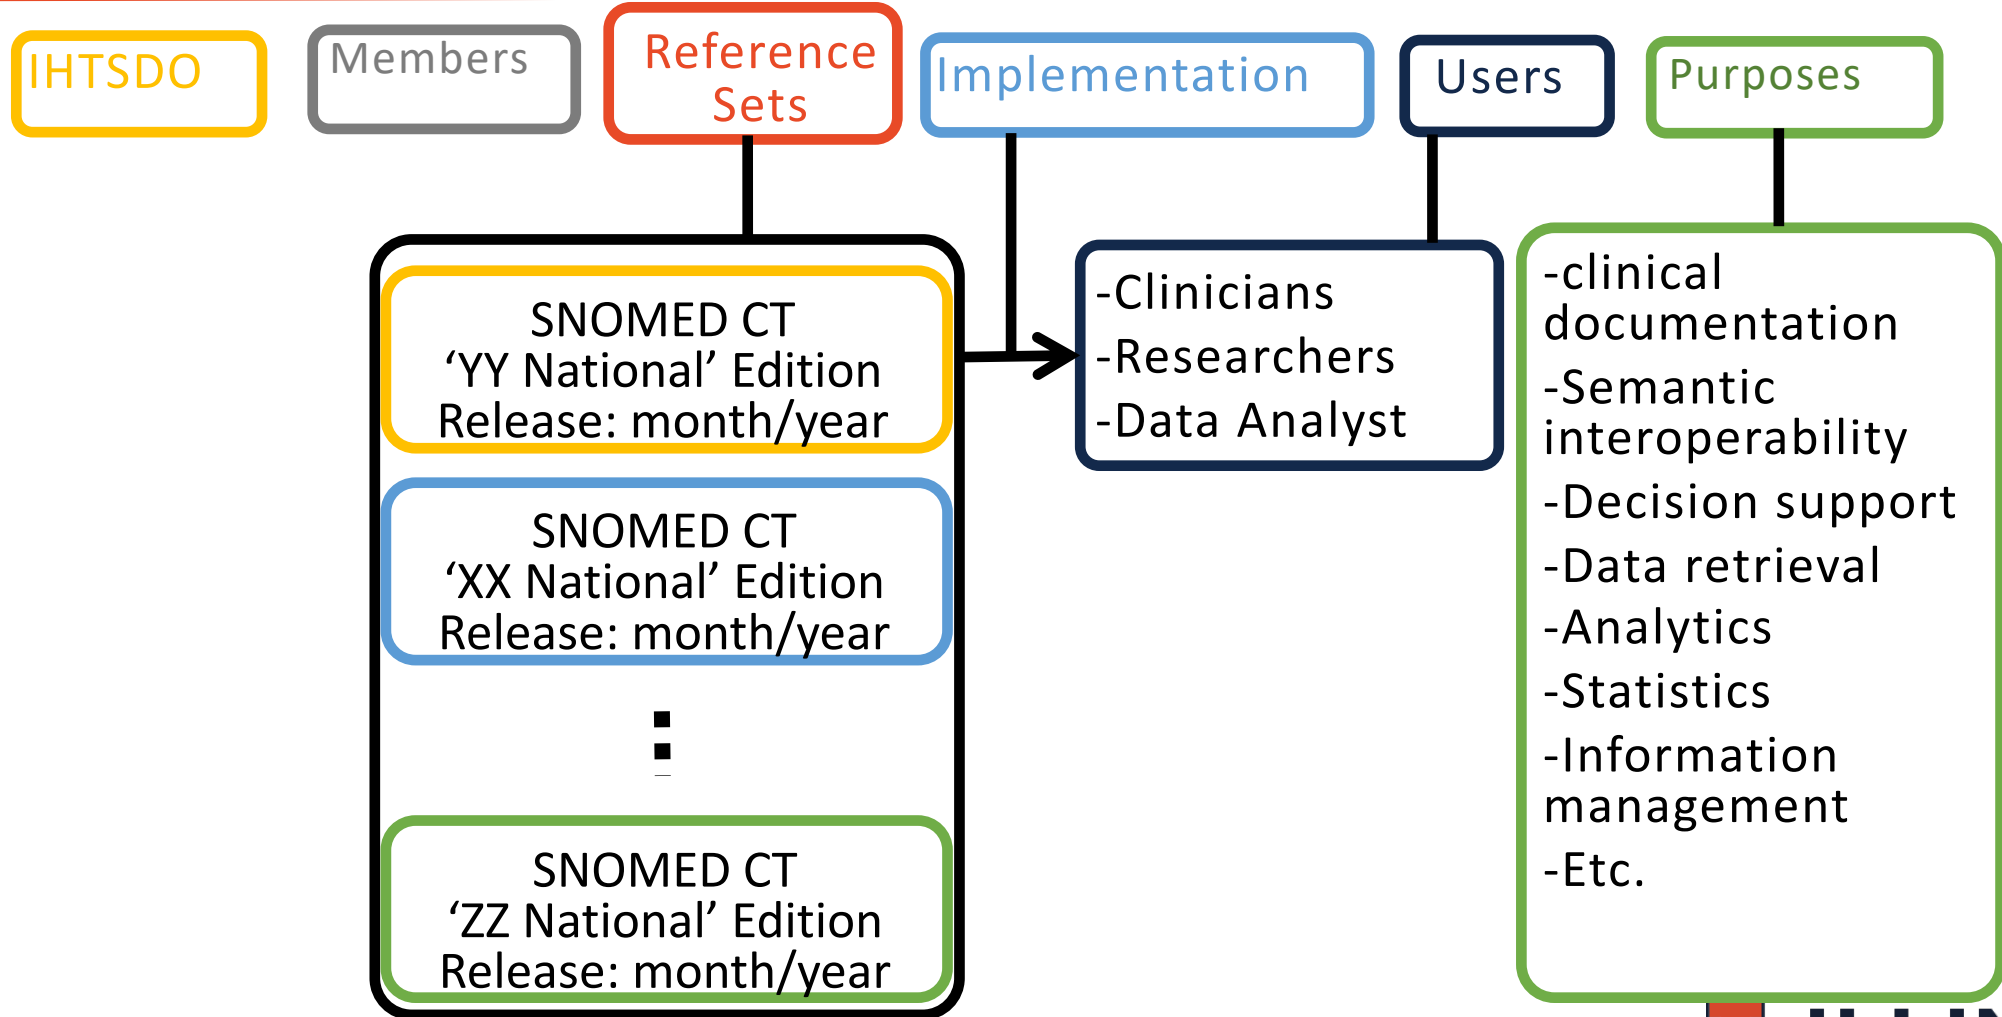 IHTSDO
Members
Reference
Sets
Implementation
Users
Purposes
SNOMED CT
‘YY National’ Edition
Release: month/year
SNOMED CT
‘XX National’ Edition
Release: month/year
SNOMED CT
‘ZZ National’ Edition
Release: month/year
-Clinicians
-Researchers
-Data Analyst
-clinical
documentation
-Semantic
interoperability
-Decision support
-Data retrieval
-Analytics
-Statistics
-Information
management
-Etc.